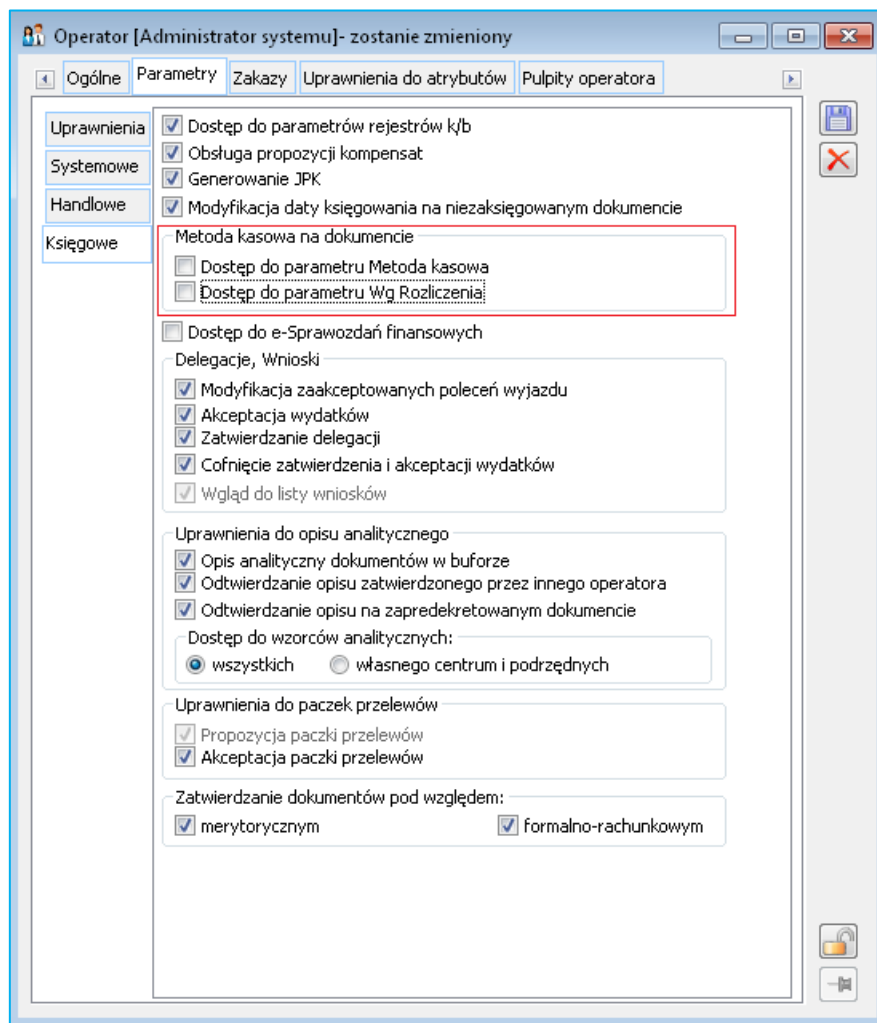 Operator [Administrator systemu]- zostanie zmieniony
Ogólne Parametry Zakazy Uprawnienia do atrybutów Pulpity operatora
Uprawnienia
Systemowe
Handlowe
Księgowe
Dostęp do parametrów rejestrów k/b
Obsługa propozycji kompensat
Generowanie JPK
Modyfikacja daty księgowania na niezaksięgowanym dokumencie
Metoda kasowa na dokumencie
Dostęp do parametru Metoda kasowa
Dostęp do parametru Wg Rozliczenia
Dostęp do e-Sprawozdań finansowych
Delegacje, Wnioski
Modyfikacja zaakceptowanych poleceń wyjazdu
Akceptacja wydatków
Zatwierdzanie delegacji
Cofnięcie zatwierdzenia i akceptacji wydatków
Wgląd do listy wniosków
Uprawnienia do opisu analitycznego
Opis analityczny dokumentów w buforze
Odtwierdzanie opisu zatwierdzonego przez innego operatora
Odtwierdzanie opisu na zapredekretowanym dokumencie
Dostęp do wzorców analitycznych:
wszystkich własnego centrum i podrzędnych
Uprawnienia do paczek przelewów
Propozycja paczki przelewów
Akceptacja paczki przelewów
Zatwierdzanie dokumentów pod względem:
merytorycznym formalno-rachunkowym